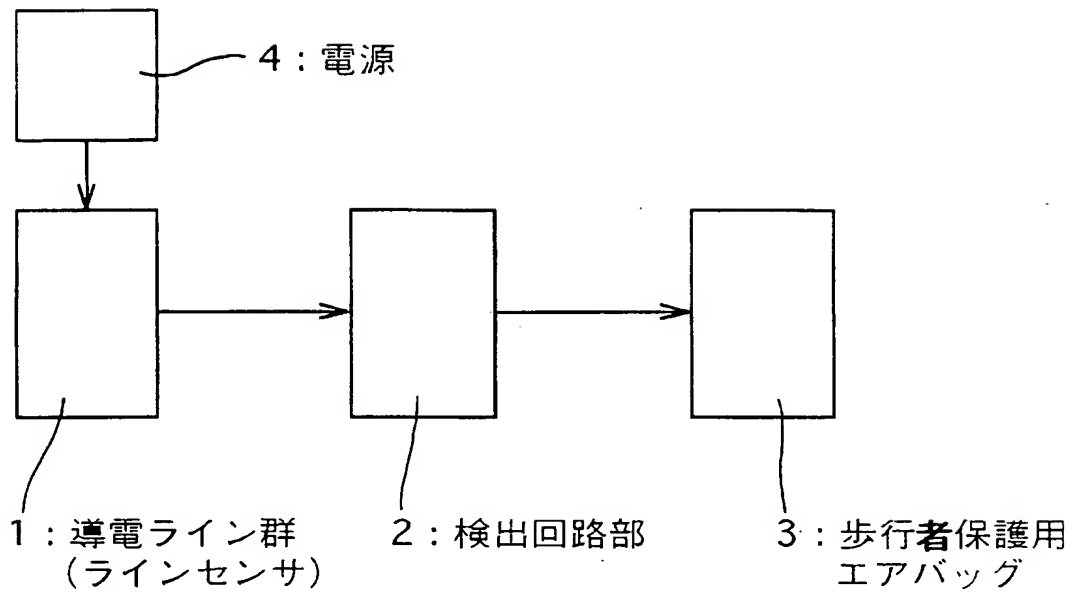 4：電源
1：導電ライン群
（ラインセンサ）
2：検出回路部
3：歩行者保護用
エアバッグ